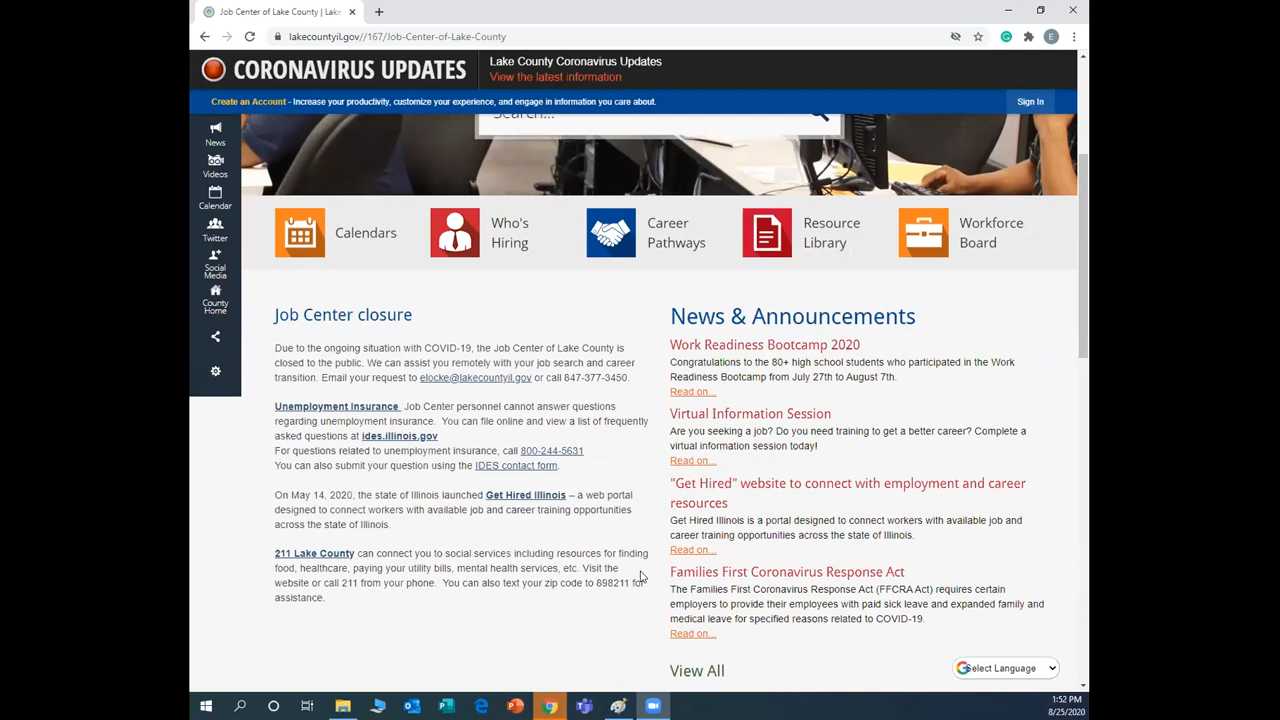 Job Center of Lake County | Lake
lakecountyil.gov//167/Job-Center-of-Lake-County
E
CORONAVIRUS UPDATES
Lake County Coronavirus Updates
View the latest information
Create an Account - Increase your productivity, customize your experience, and engage in information you care about.
Sign In
Search...
News
Videos
Calendar
Twitter
Social
Media
County
Home
Calendars
Who's
Hiring
Career
Pathways
Resource
Library
Workforce
Board
Job Center closure
Due to the ongoing situation with COVID-19, the Job Center of Lake County is
closed to the public. We can assist you remotely with your job search and career
transition. Email your request to elocke@lakecountyil.gov or call 847-377-3450.
Unemployment Insurance Job Center personnel cannot answer questions
regarding unemployment insurance. You can file online and view a list of frequently
asked questions at ides.illinois.gov
For questions related to unemployment insurance, call 800-244-5631
You can also submit your question using the IDES contact form.
On May 14, 2020, the state of Illinois launched Get Hired Illinois – a web portal
designed to connect workers with available job and career training opportunities
across the state of Illinois.
211 Lake County can connect you to social services including resources for finding
food, healthcare, paying your utility bills, mental health services, etc. Visit the
website or call 211 from your phone. You can also text your zip code to 898211 for
assistance.
News & Announcements
Work Readiness Bootcamp 2020
Congratulations to the 80+ high school students who participated in the Work
Readiness Bootcamp from July 27th to August 7th.
Read on...
Virtual Information Session
Are you seeking a job? Do you need training to get a better career? Complete a
virtual information session today!
Read on...
"Get Hired" website to connect with employment and career
resources
Get Hired Illinois is a portal designed to connect workers with available job and
career training opportunities across the state of Illinois.
Read on...
Families First Coronavirus Response Act
The Families First Coronavirus Response Act (FFCRA Act) requires certain
employers to provide their employees with paid sick leave and expanded family and
medical leave for specified reasons related to COVID-19.
Read on...
View All
Select Language
1:52 PM
8/25/2020